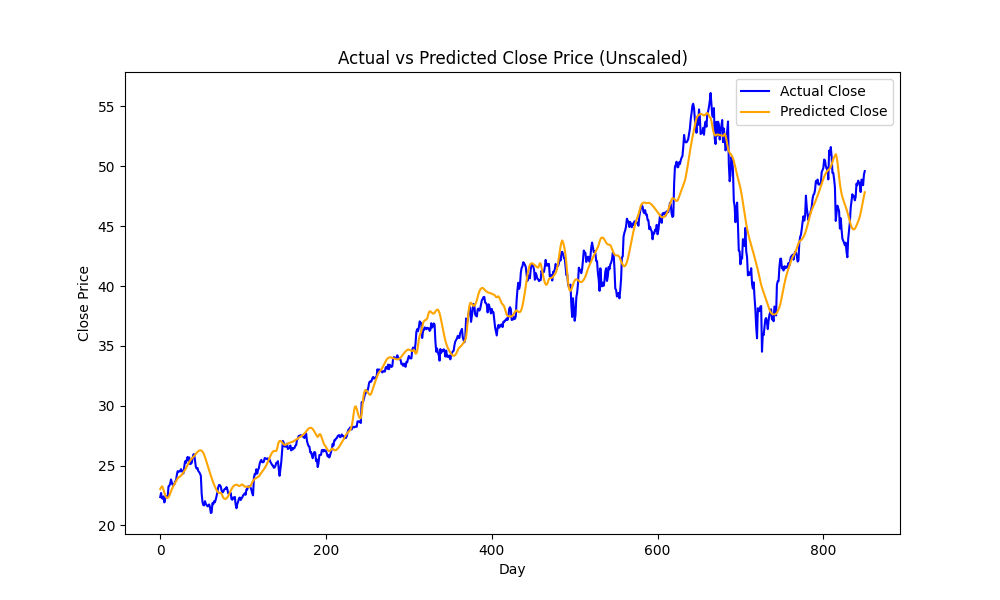 Actual vs Predicted Close Price (Unscaled)
Actual Close
Predicted Close
55
50
45
40
35
30
25
20
Close Price
0 200 400 600 800
Day